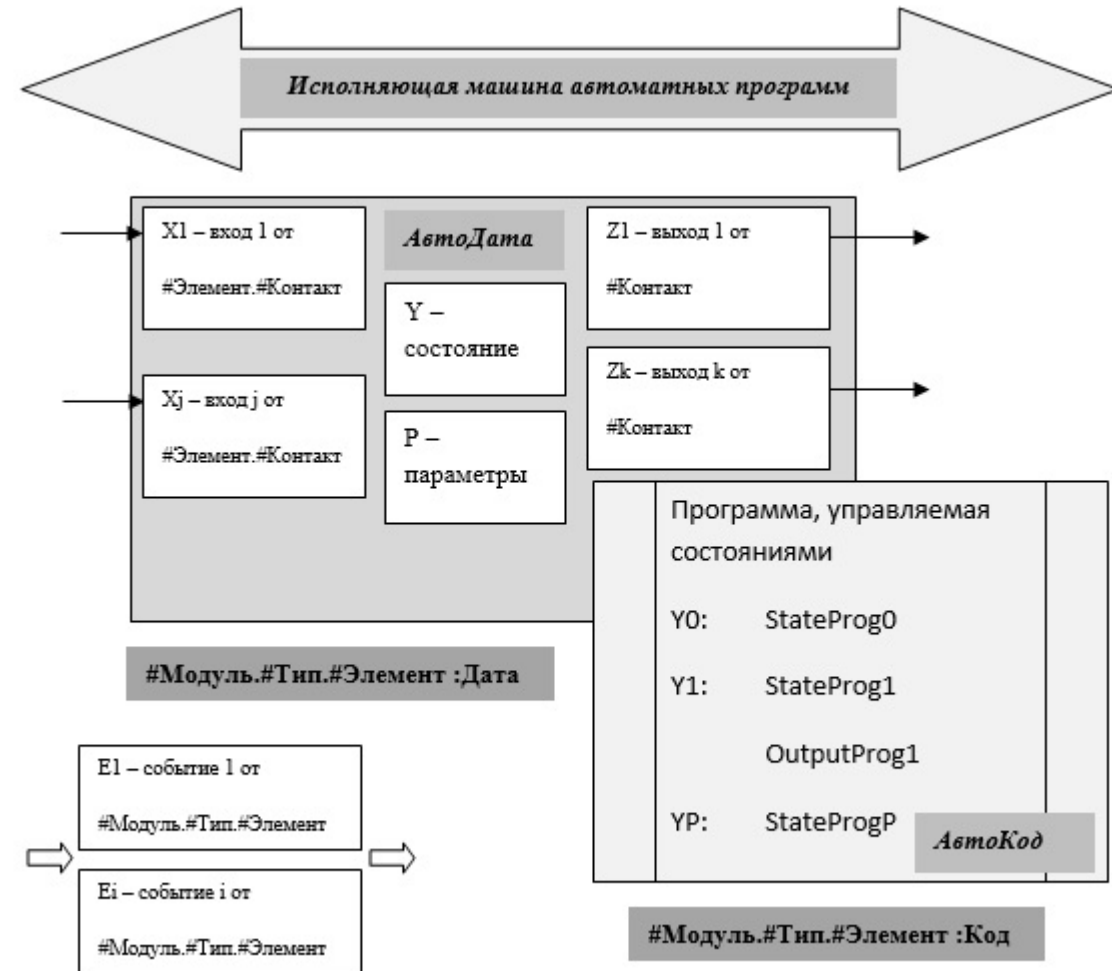 Исполняющая машина автоматных программ
X1 – вход 1 от
#Элемент.#Контакт
АвтоДата
Z1 – выход 1 от
#Контакт
Y –
состояние
Xj – вход j от
#Элемент.#Контакт
P –
параметры
Zk – выход k от
#Контакт
Программа, управляемая
состояниями
Y0: StateProg0
Y1: StateProg1
OutputProg1
YP: StateProgP
АвтоКод
#Модуль.#Тип.#Элемент :Дата
E1 – событие 1 от
#Модуль.#Тип.#Элемент
Ei – событие i от
#Модуль.#Тип.#Элемент
#Модуль.#Тип.#Элемент :Код